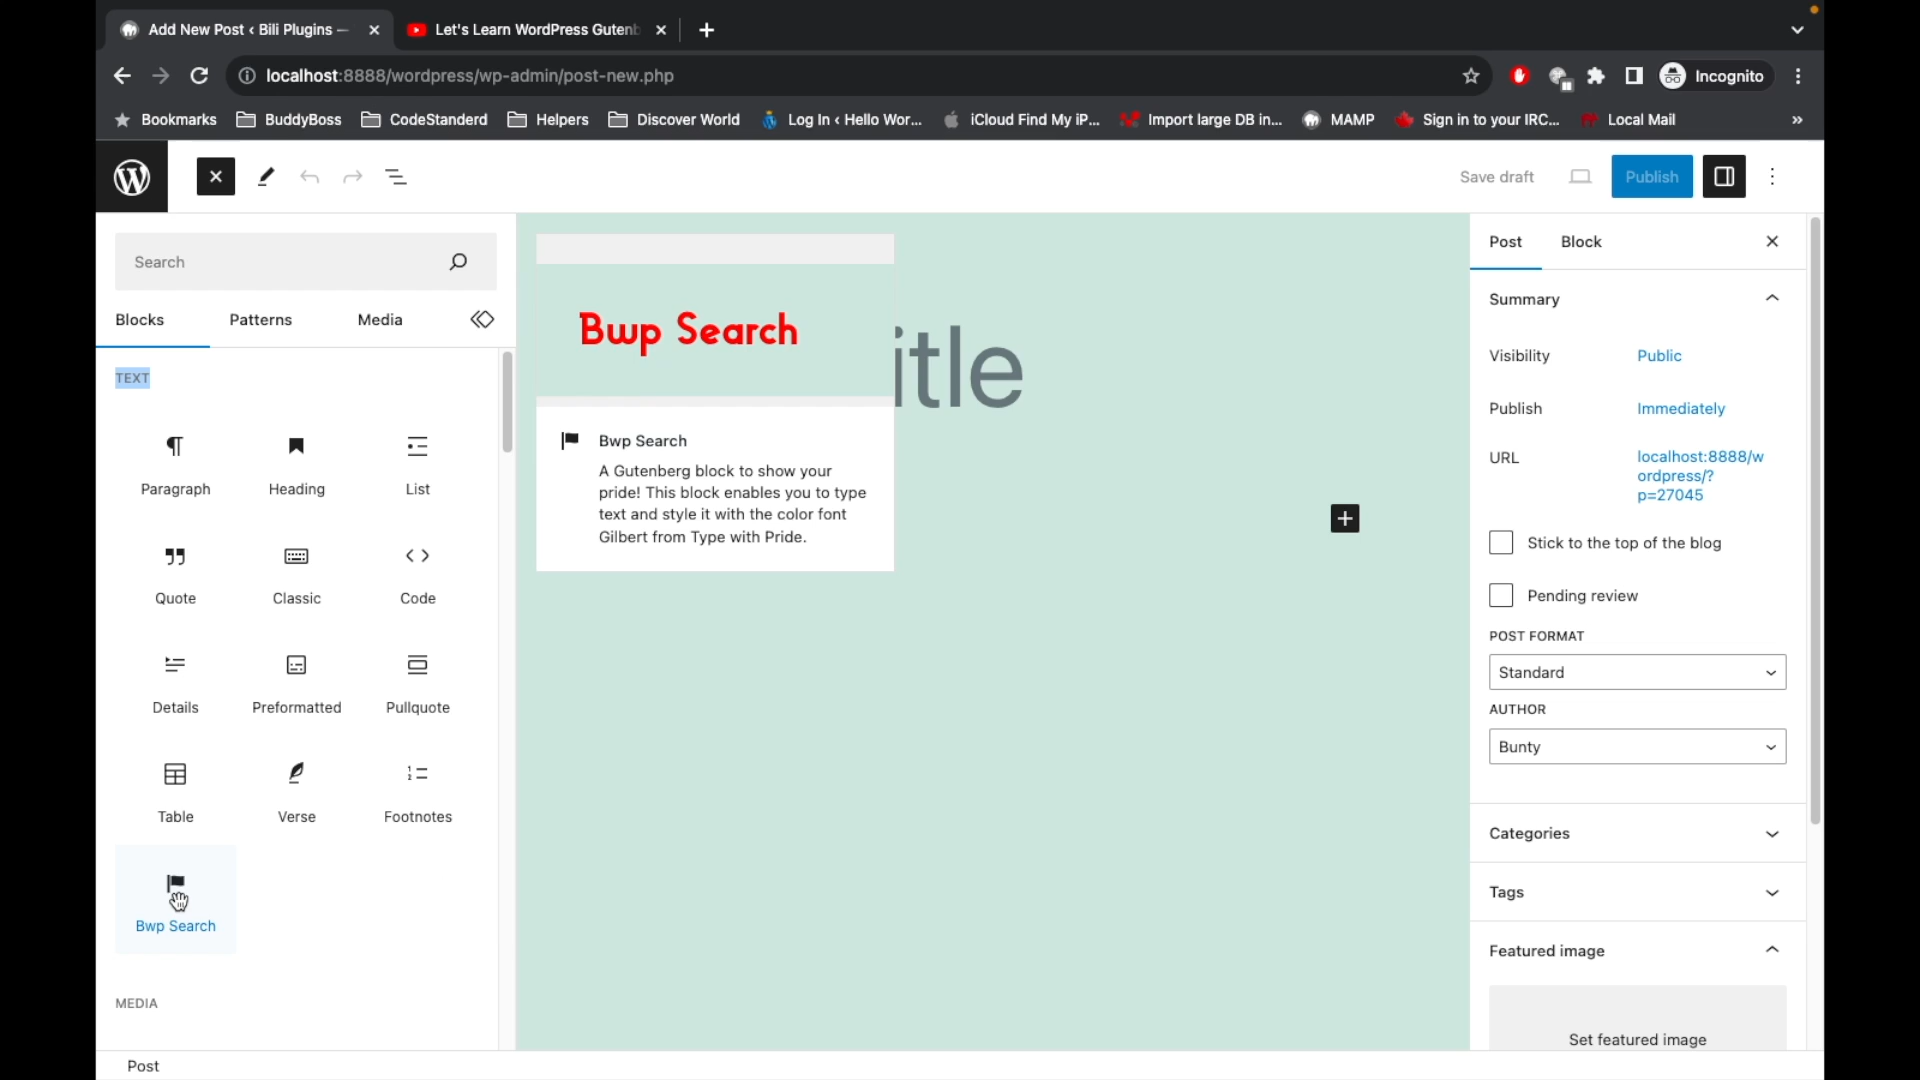 Add New Post ‹ Bili Plugins —
Let's Learn WordPress Gutenb
localhost:8888/wordpress/wp-admin/post-new.php
Incognito
Bookmarks
BuddyBoss
CodeStanderd
Helpers
Discover World
Log In ‹ Hello Wor...
iCloud Find My iP...
Import large DB in...
MAMP
Sign in to your IRC...
Local Mail
»
Save draft
Publish
Search
Blocks
Patterns
Media
TEXT
Paragraph
Heading
List
Quote
Classic
Code
Details
Preformatted
Pullquote
Table
Verse
Footnotes
Bwp Search
MEDIA
Bwp Search
itle
Bwp Search
A Gutenberg block to show your
pride! This block enables you to type
text and style it with the color font
Gilbert from Type with Pride.
Post
Block
Summary
Visibility
Public
Publish
Immediately
URL
localhost:8888/w
ordpress/?
p=27045
Stick to the top of the blog
Pending review
POST FORMAT
Standard
AUTHOR
Bunty
Categories
Tags
Featured image
Set featured image
Post